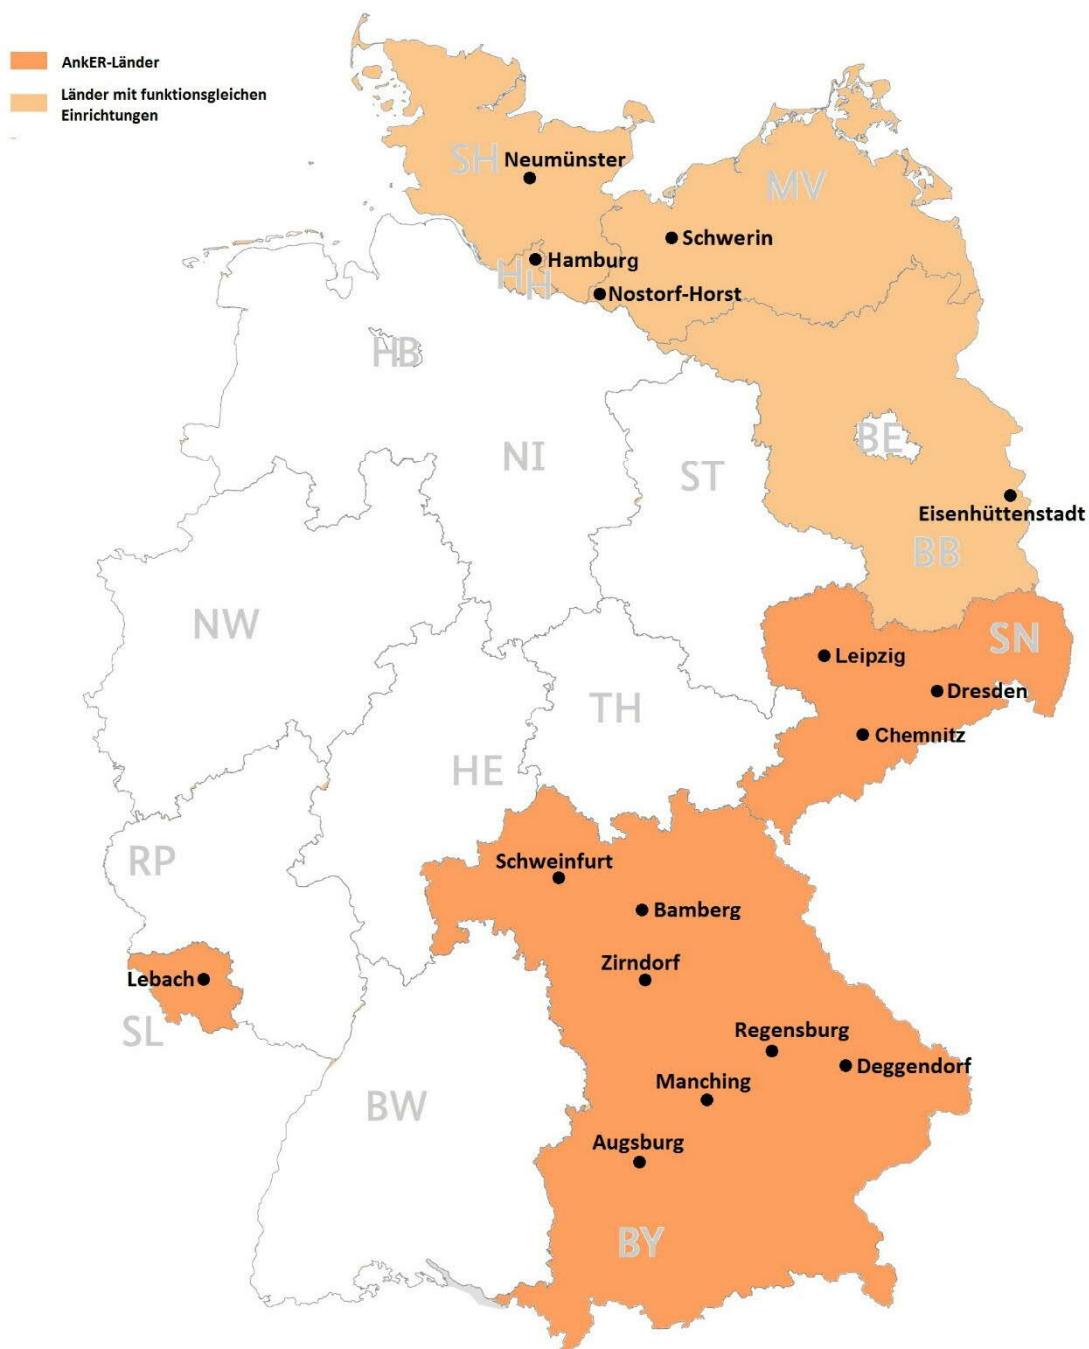 AnkER-Länder
Länder mit funktionsgleichen
Einrichtungen
SH
Neumünster
MV
Schwerin
Hamburg
HH
Nostorf-Horst
HB
BE
NI
ST
Eisenhüttenstadt
BB
NW
SN
Leipzig
Dresden
TH
Chemnitz
HE
RP
Schweinfurt
Bamberg
Zirndorf
Lebach
SL
Regensburg
Deggendorf
Manching
BW
Augsburg
BY